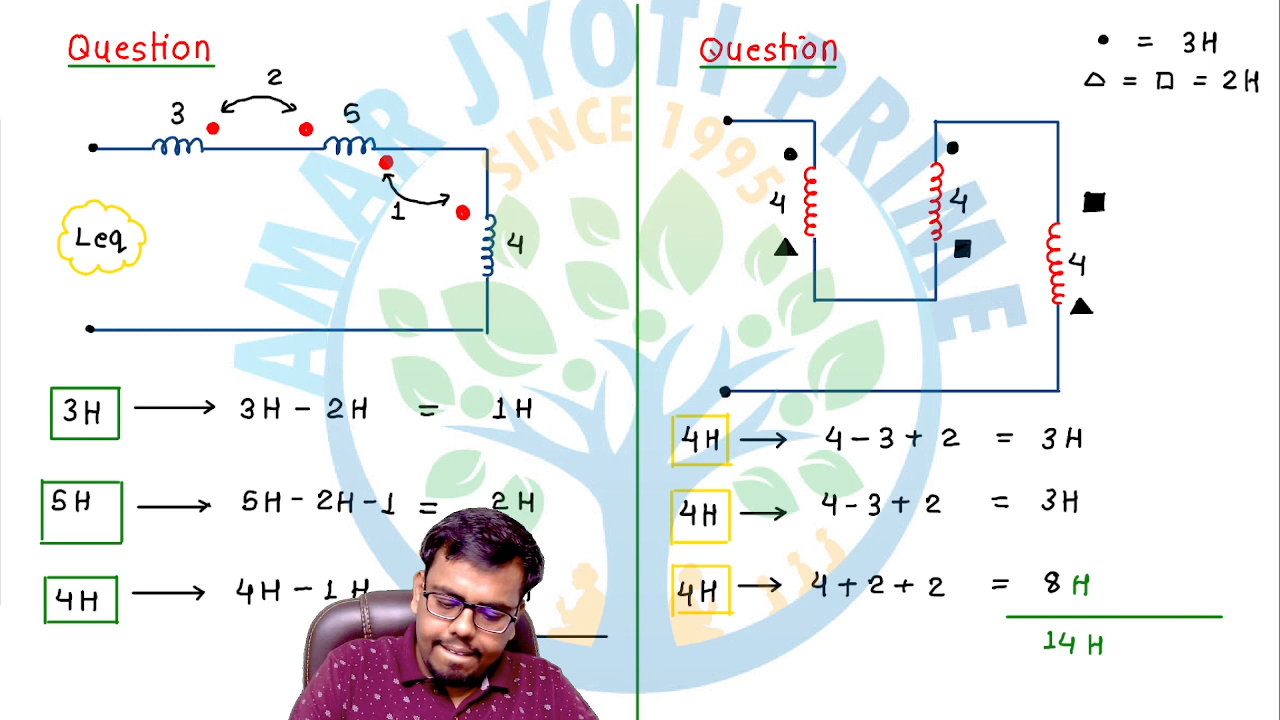 AMAR JYOTI PRIME
SINCE 1995
Question
2
3
5
1
4
Leq
3H 3H - 2H = 1H
5H 5H - 2H - 1 = 2H
4H 4H - 1H
Question
• = 3H
△ = □ = 2H
4
4
4
4H → 4 - 3 + 2 = 3H
4H → 4 - 3 + 2 = 3H
4H → 4 + 2 + 2 = 8H
14H